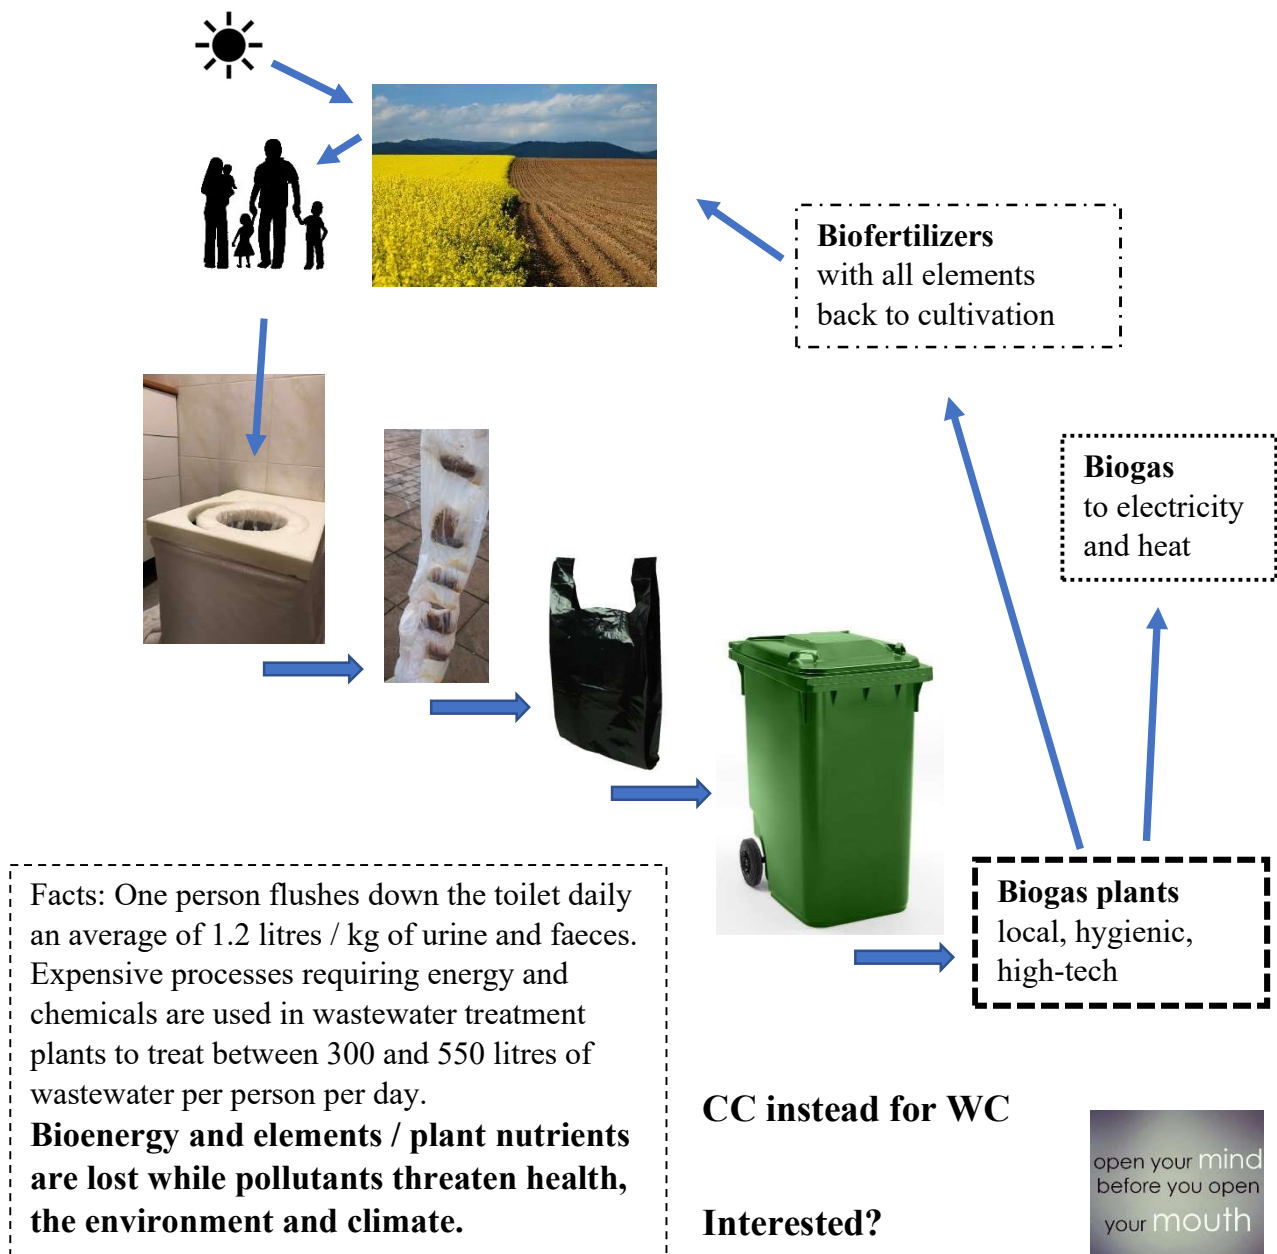 Biofertilizers
with all elements
back to cultivation
Biogas
to electricity
and heat
Biogas plants
local, hygienic,
high-tech
Facts: One person flushes down the toilet daily
an average of 1.2 litres / kg of urine and faeces.
Expensive processes requiring energy and
chemicals are used in wastewater treatment
plants to treat between 300 and 550 litres of
wastewater per person per day.
Bioenergy and elements / plant nutrients
are lost while pollutants threaten health,
the environment and climate.
CC instead for WC
Interested?
open your mind
before you open
your mouth